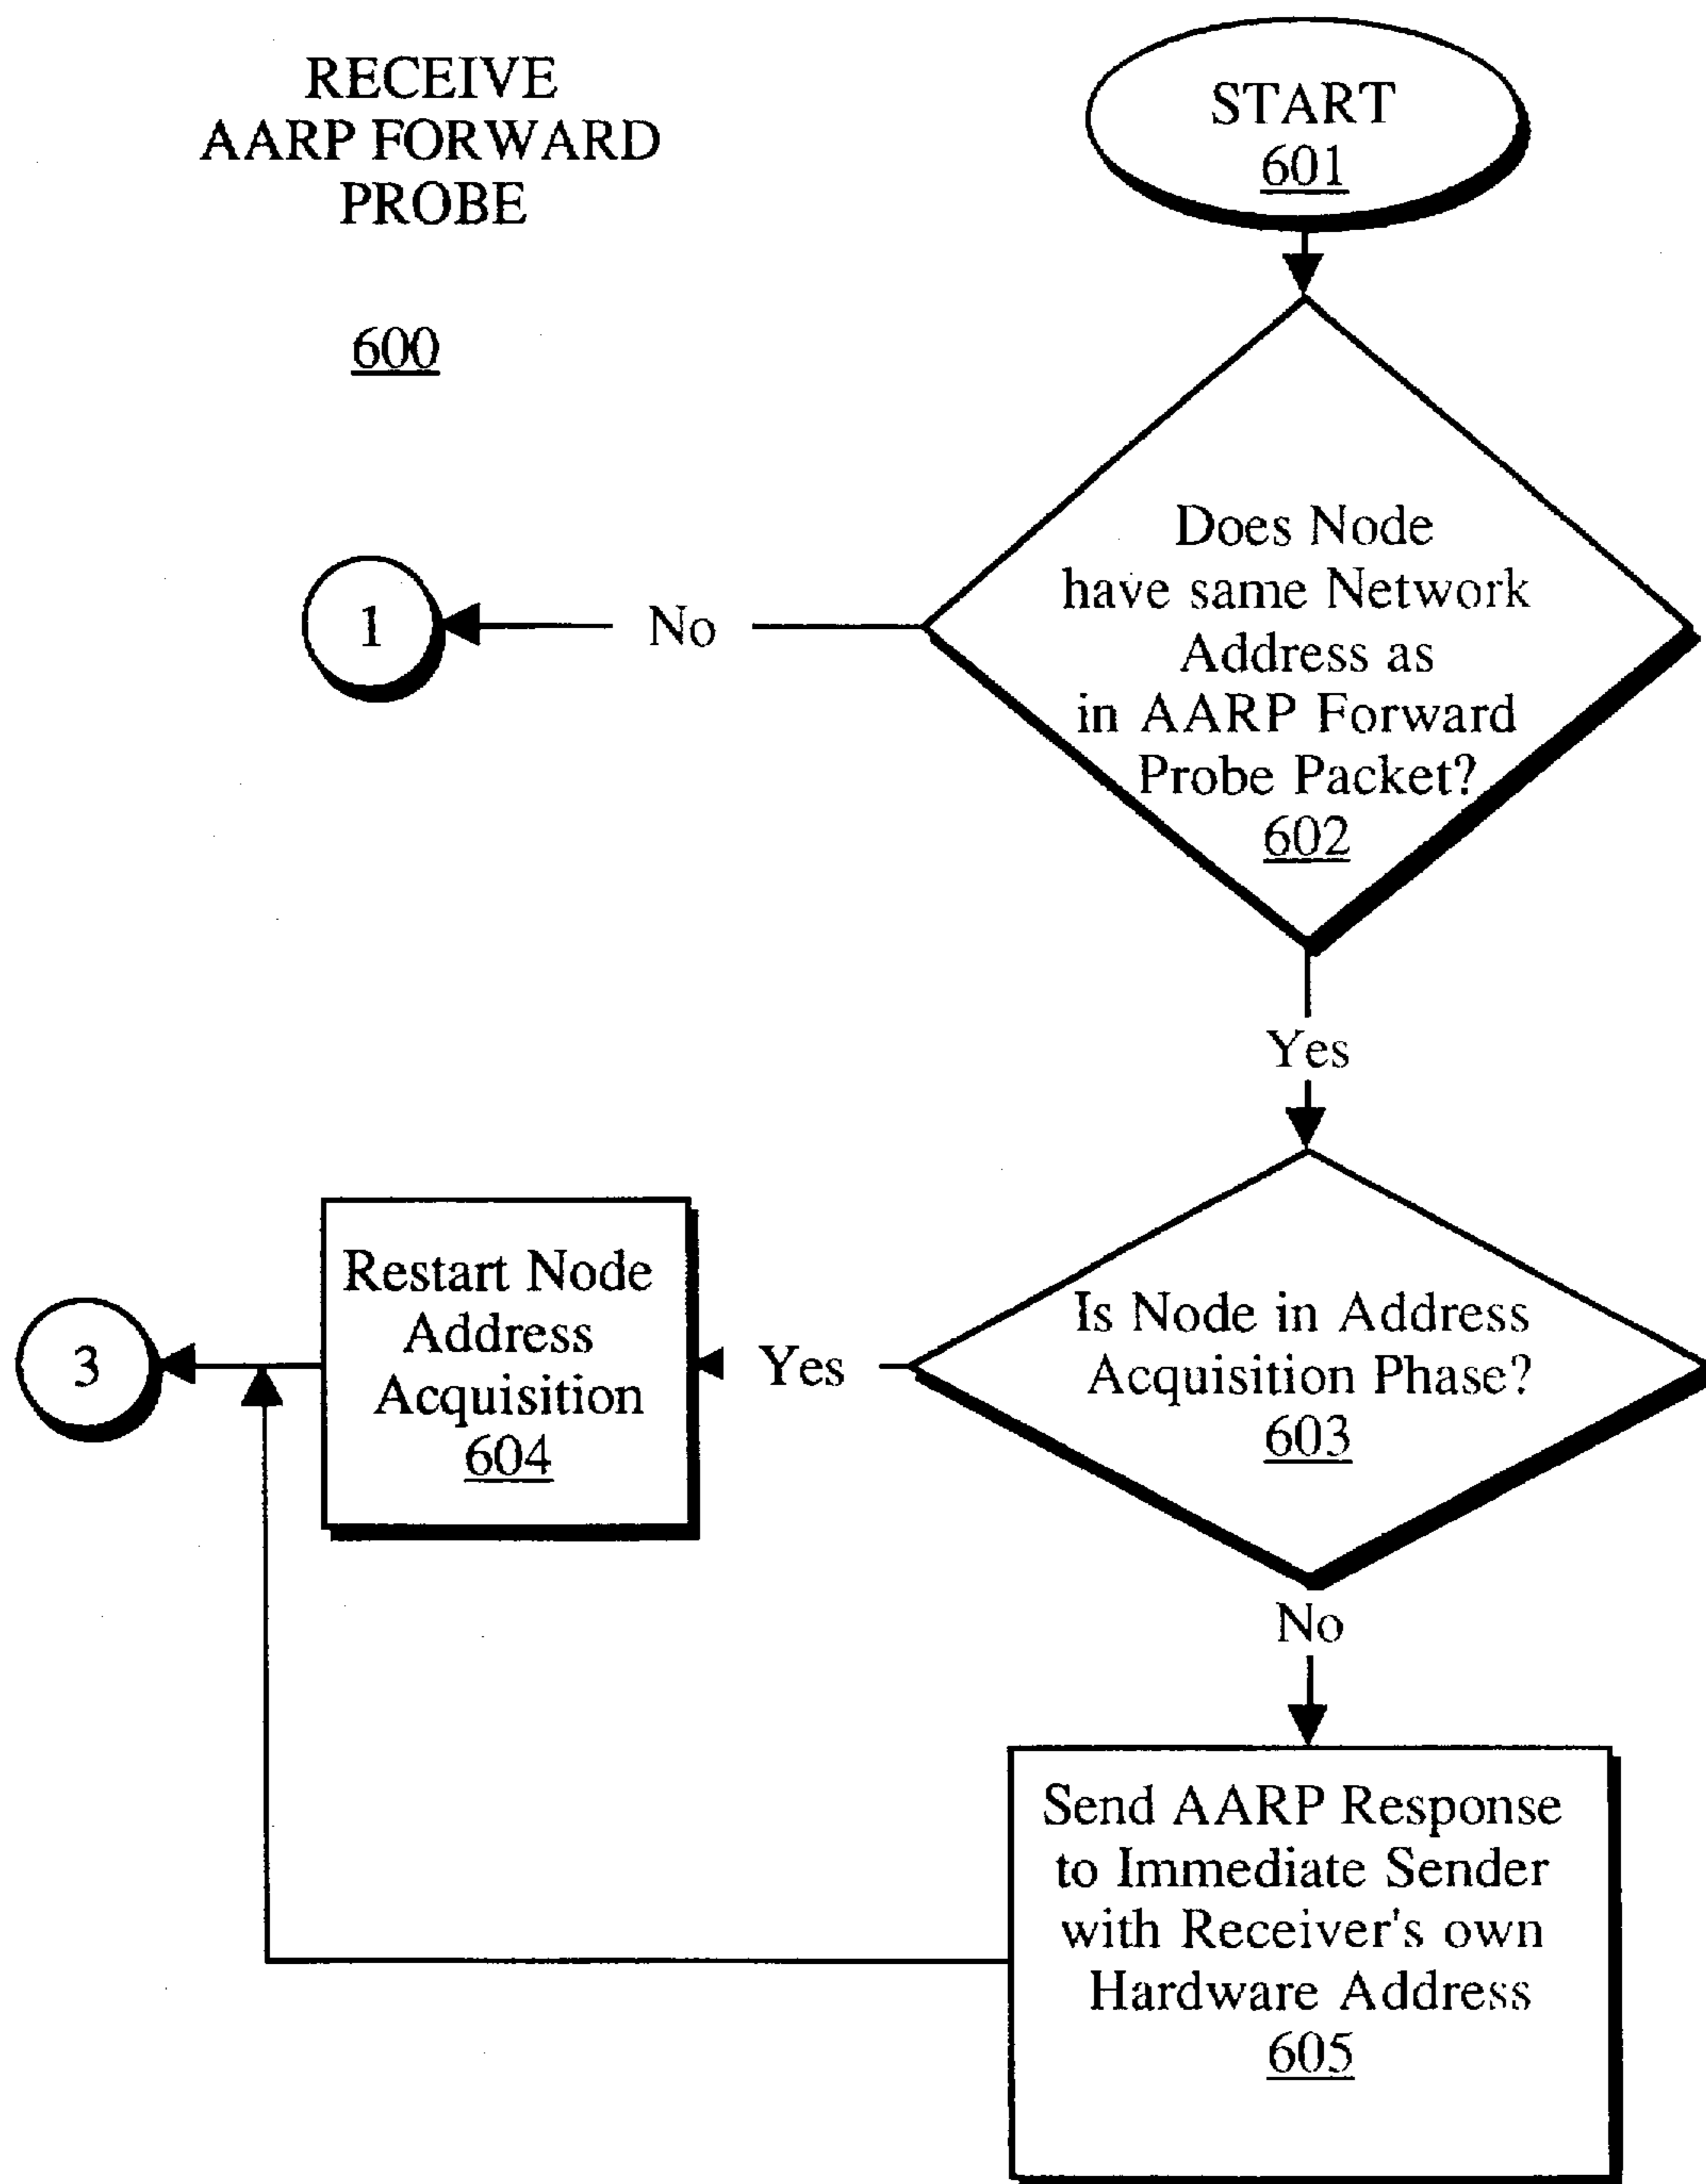 RECEIVE
AARP FORWARD
PROBE
600
START
601
Does Node
have same Network
Address as
in AARP Forward
Probe Packet?
602
No
1
Yes
Is Node in Address
Acquisition Phase?
603
Yes
Restart Node
Address
Acquisition
604
3
No
Send AARP Response
to Immediate Sender
with Receiver's own
Hardware Address
605